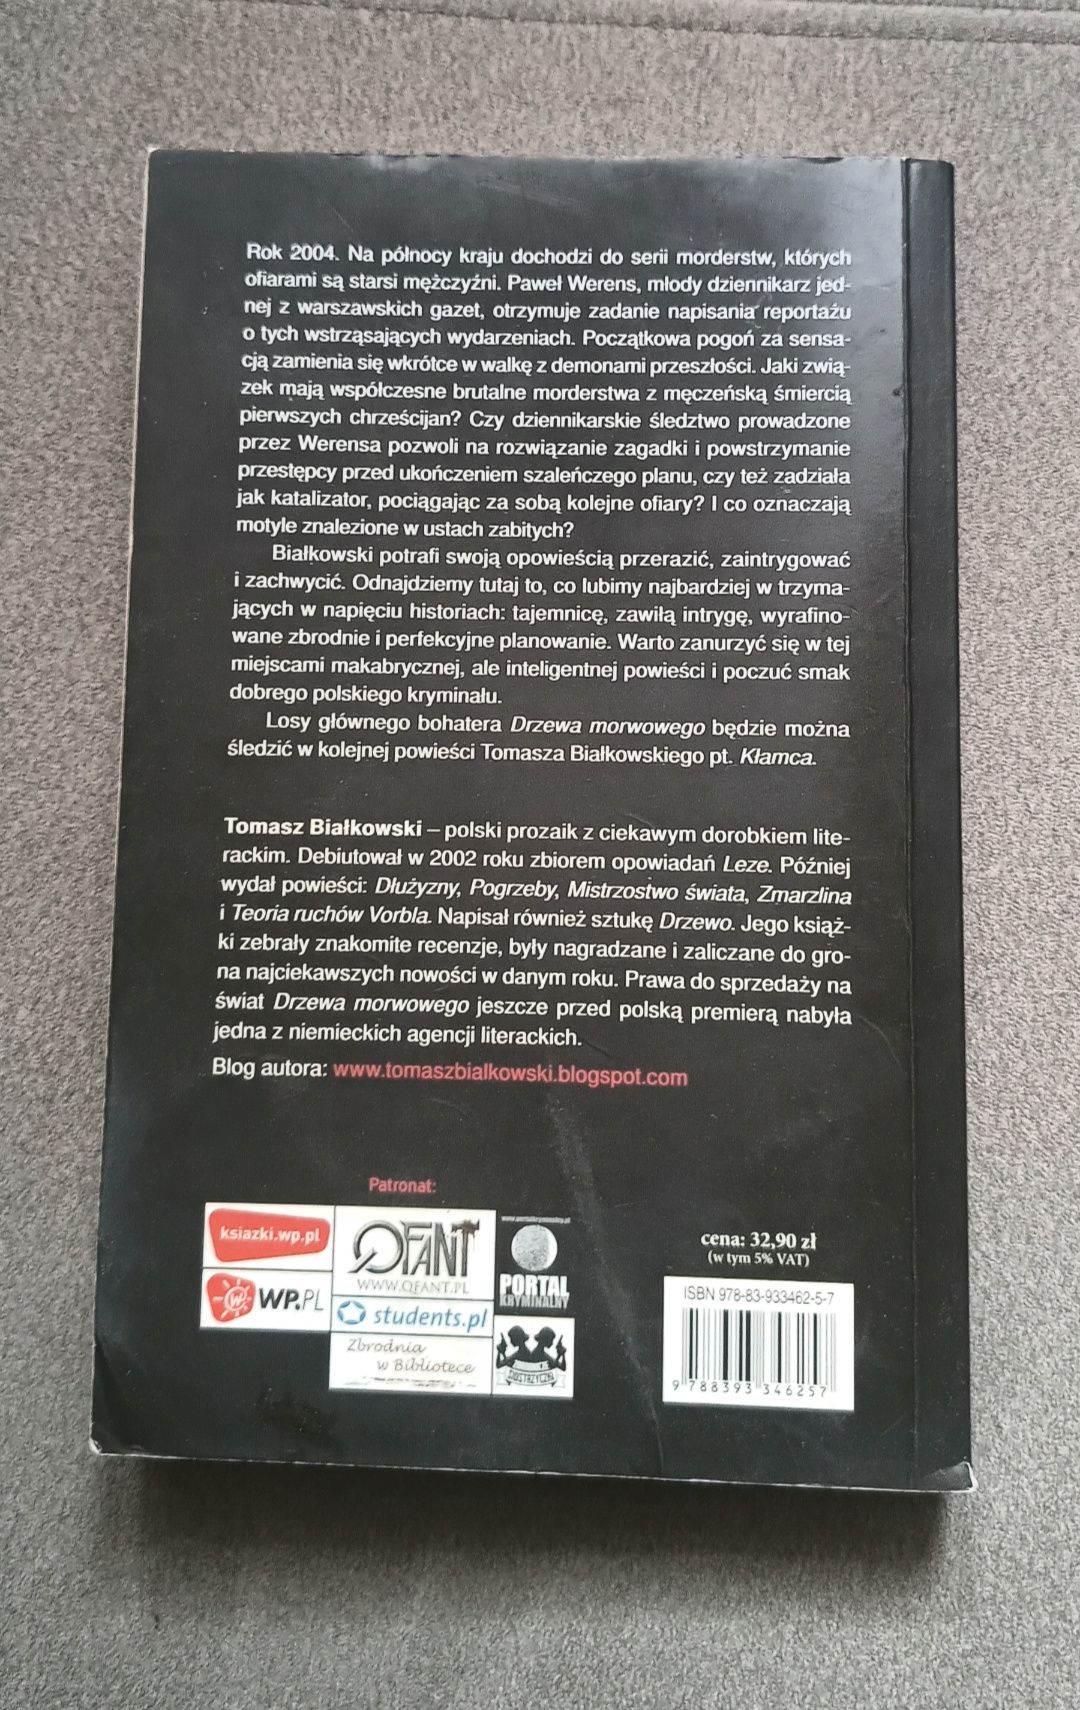 Rok 2004. Na północy kraju dochodzi do serii morderstw, których
ofiarami są starsi mężczyźni. Paweł Werens, młody dziennikarz jed-
nej z warszawskich gazet, otrzymuje zadanie napisania reportażu
o tych wstrząsających wydarzeniach. Początkowa pogoń za sensa-
cją zamienia się wkrótce w walkę z demonami przeszłości. Jaki zwią-
zek mają współczesne brutalne morderstwa z męczeńską śmiercią
pierwszych chrześcijan? Czy dziennikarskie śledztwo prowadzone
przez Werensa pozwoli na rozwiązanie zagadki i powstrzymanie
przestępcy przed ukończeniem szaleńczego planu, czy też zadziała
jak katalizator, pociągając za sobą kolejne ofiary? I co oznaczają
motyle znalezione w ustach zabitych?
Białkowski potrafi swoją opowieścią przerazić, zaintrygować
i zachwycić. Odnajdziemy tutaj to, co lubimy najbardziej w trzyma-
jących w napięciu historiach: tajemnicę, zawiłą intrygę, wyrafino-
wane zbrodnie i perfekcyjne planowanie. Warto zanurzyć się w tej
miejscami makabrycznej, ale inteligentnej powieści i poczuć smak
dobrego polskiego kryminału.
Losy głównego bohatera Drzewa morwowego będzie można
śledzić w kolejnej powieści Tomasza Białkowskiego pt. Kłamca.
Tomasz Białkowski – polski prozaik z ciekawym dorobkiem lite-
rackim. Debiutował w 2002 roku zbiorem opowiadań Leze. Później
wydał powieści: Dłużyzny, Pogrzeby, Mistrzostwo świata, Zmarzlina
i Teoria ruchów Vorbla. Napisał również sztukę Drzewo. Jego książ-
ki zebrały znakomite recenzje, były nagradzane i zaliczane do gro-
na najciekawszych nowości w danym roku. Prawa do sprzedaży na
świat Drzewa morwowego jeszcze przed polską premierą nabyła
jedna z niemieckich agencji literackich.
Blog autora: www.tomaszbialkowski.blogspot.com
Patronat:
ksiazki.wp.pl
WP.PL
QFANT
WWW.QFANT.PL
students.pl
Zbrodnia
w Bibliotece
www.portalkryminalny.pl
PORTAL
KRYMINALNY
cena: 32,90 zł
(w tym 5% VAT)
ISBN 978-83-933462-5-7
9 788393 346257